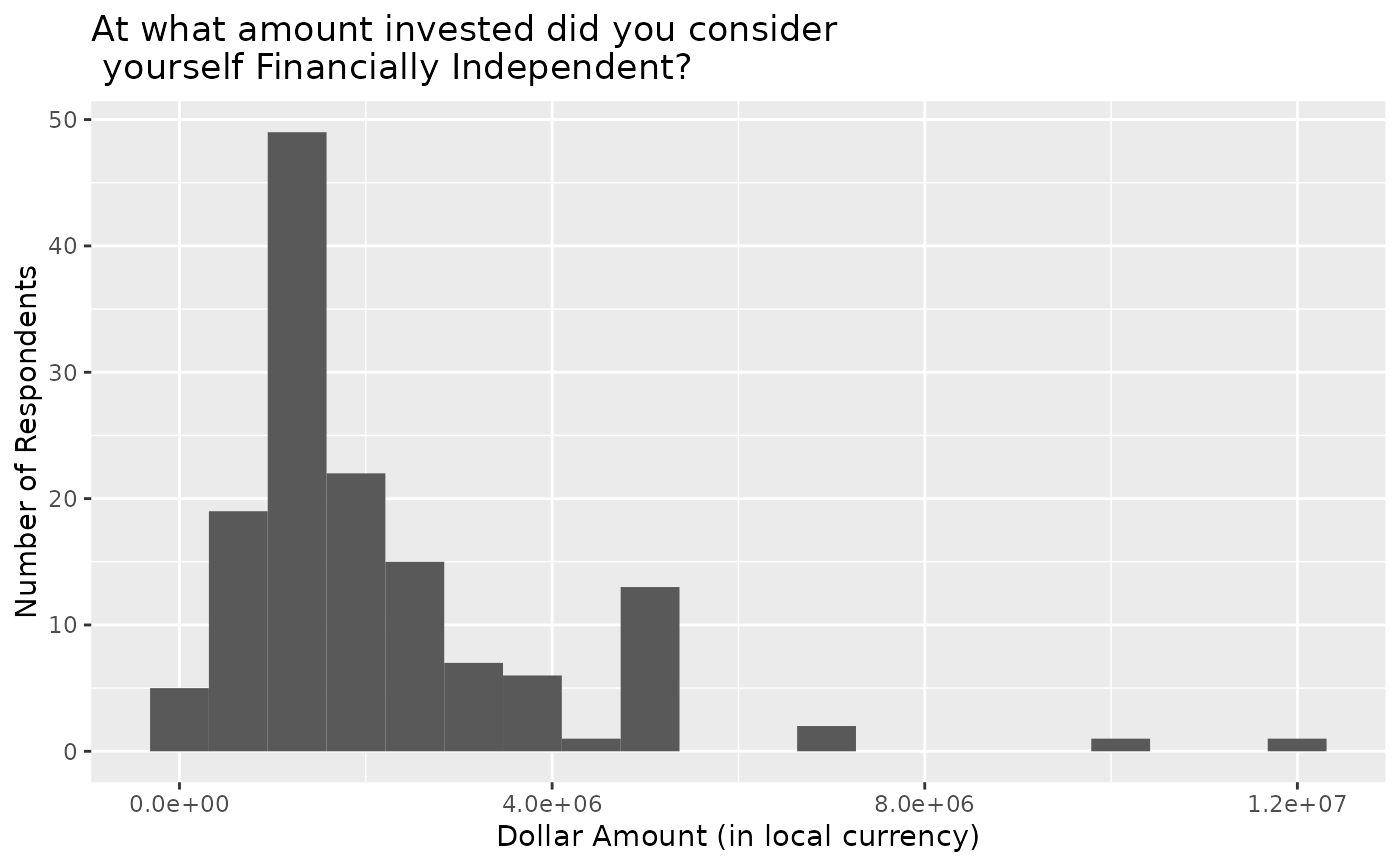 At what amount invested did you consider
yourself Financially Independent?
50
40
30
20
10
0
Number of Respondents
0.0e+00 4.0e+06 8.0e+06 1.2e+07
Dollar Amount (in local currency)